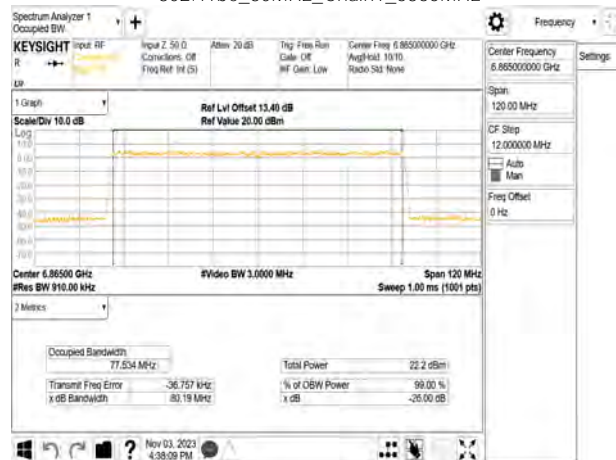 Spectrum Analyzer 1
Occupied BW
Frequency
KEYSIGHT Input: RF
Input Z: 50 Ω
Atten: 20 dB
Trig: Free Run
Center Freq: 6.865000000 GHz
Corrections: Off
Gate: Off
Avg|Hold: 10/10
Freq Ref: Int (S)
#IF Gain: Low
Radio Std: None
Center Frequency
6.865000000 GHz
Settings
Span
120.00 MHz
CF Step
12.000000 MHz
Auto
Man
Freq Offset
0 Hz
1 Graph
Ref Lvl Offset 13.40 dB
Scale/Div 10.0 dB
Ref Value 20.00 dBm
Log
Center 6.86500 GHz
#Video BW 3.0000 MHz
Span 120 MHz
#Res BW 910.00 kHz
Sweep 1.00 ms (1001 pts)
2 Metrics
Occupied Bandwidth
77.534 MHz
Total Power
22.2 dBm
Transmit Freq Error
-36.757 kHz
% of OBW Power
99.00 %
x dB Bandwidth
80.19 MHz
x dB
-26.00 dB
Nov 03, 2023
4:38:09 PM